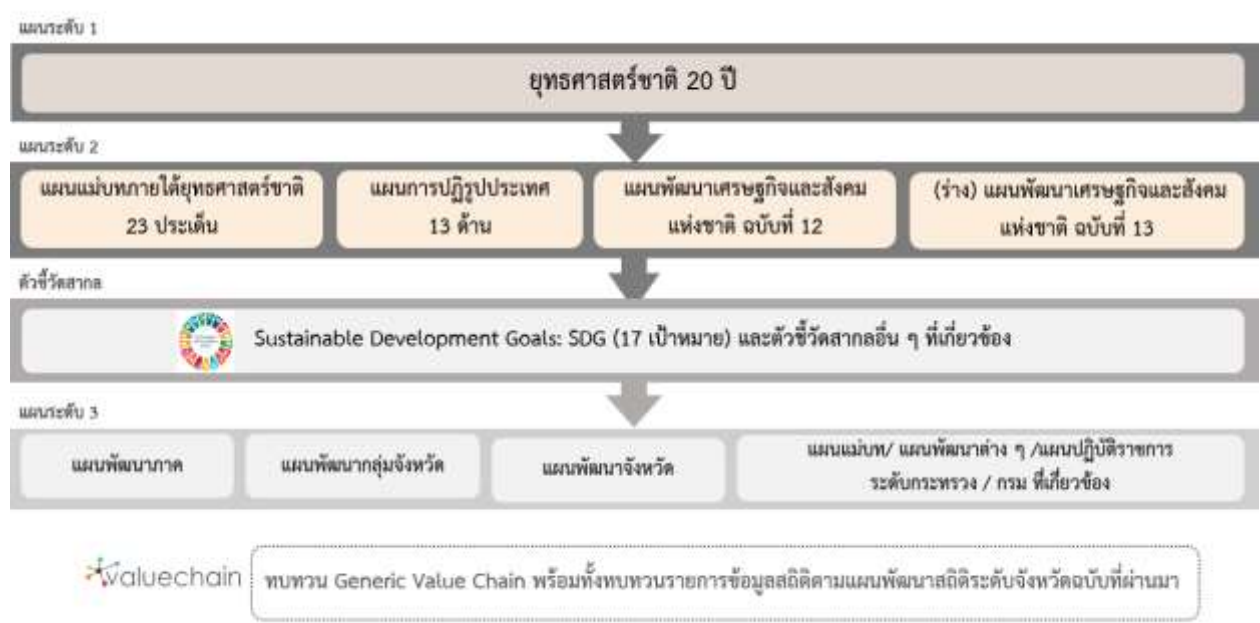 แผนระดับ 1
ยุทธศาสตร์ชาติ 20 ปี
แผนระดับ 2
แผนแม่บทภายใต้ยุทธศาสตร์ชาติ
23 ประเด็น
แผนการปฏิรูปประเทศ
13 ด้าน
แผนพัฒนาเศรษฐกิจและสังคม
แห่งชาติ ฉบับที่ 12
(ร่าง) แผนพัฒนาเศรษฐกิจและสังคม
แห่งชาติ ฉบับที่ 13
ตัวชี้วัดสากล
Sustainable Development Goals: SDG (17 เป้าหมาย) และตัวชี้วัดสากลอื่น ๆ ที่เกี่ยวข้อง
แผนระดับ 3
แผนพัฒนาภาค
แผนพัฒนากลุ่มจังหวัด
แผนพัฒนาจังหวัด
แผนแม่บท/ แผนพัฒนาต่าง ๆ /แผนปฏิบัติราชการ
ระดับกระทรวง / กรม ที่เกี่ยวข้อง
valuechain
ทบทวน Generic Value Chain พร้อมทั้งทบทวนรายการข้อมูลสถิติตามแผนพัฒนาสถิติระดับจังหวัดฉบับที่ผ่านมา